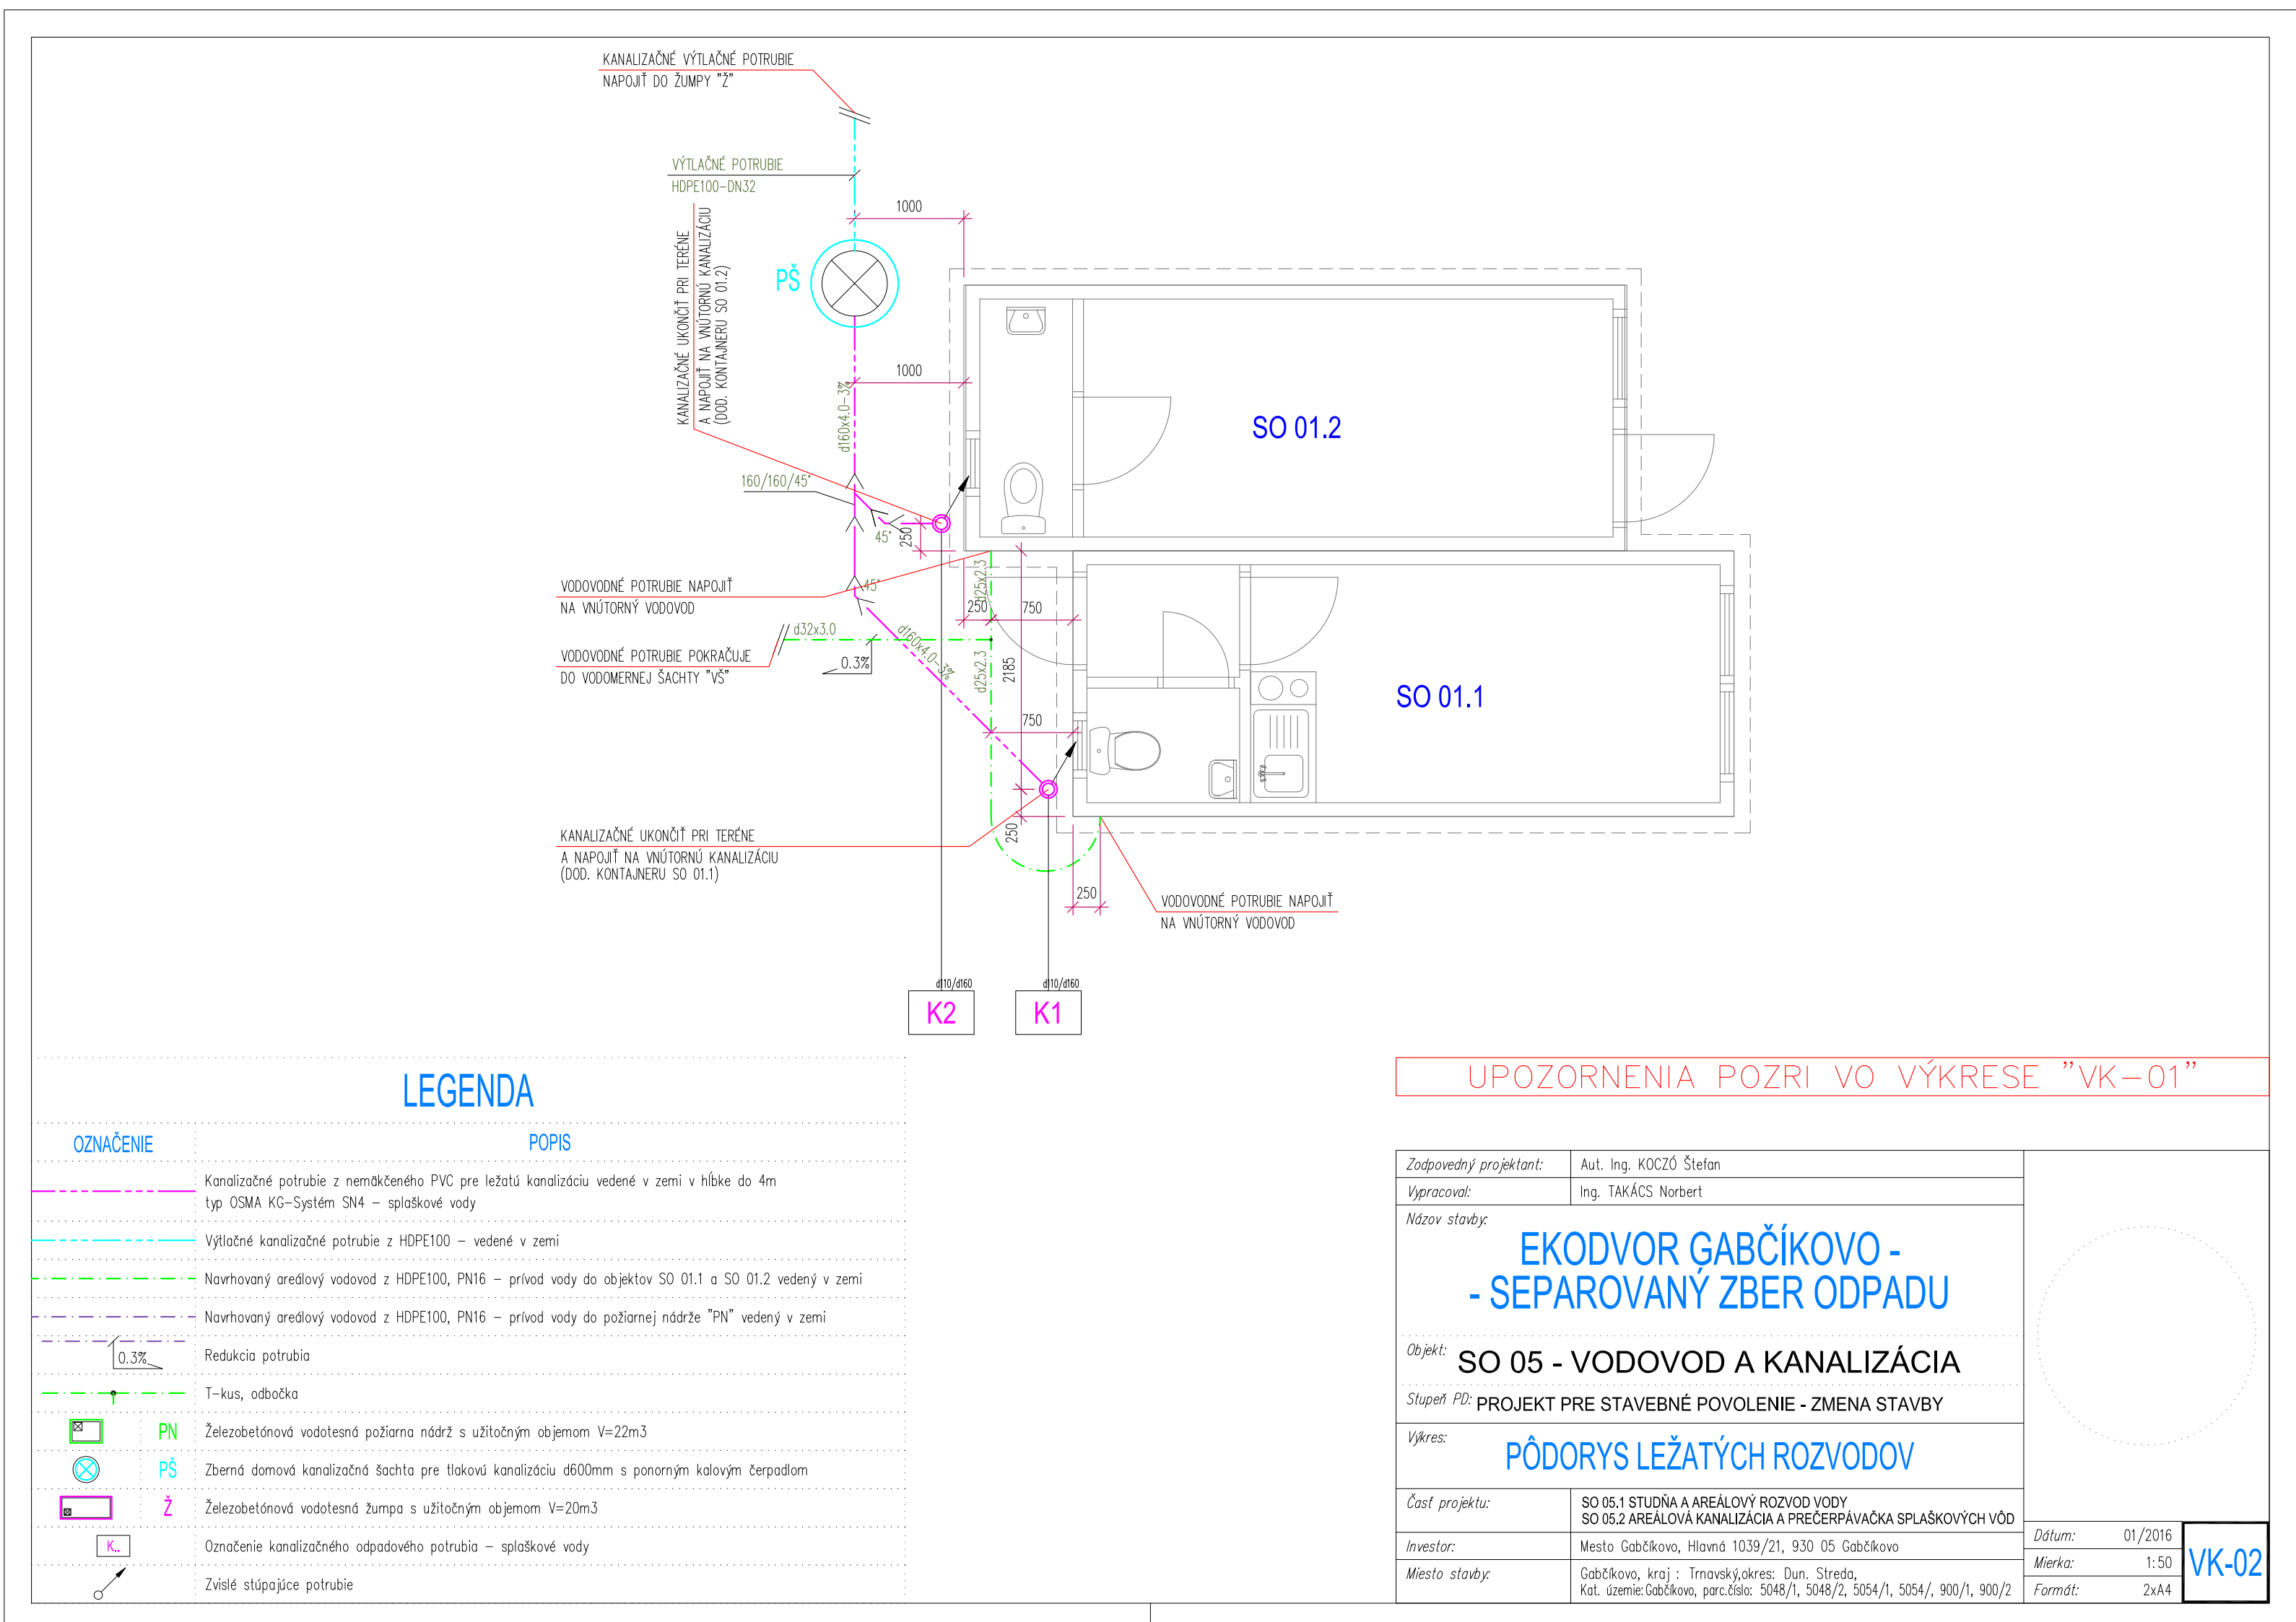 KANALIZAČNÉ VÝTLAČNÉ POTRUBIE
NAPOJIŤ DO ŽUMPY "Ž"
VÝTLAČNÉ POTRUBIE
HDPE100-DN32
1000
KANALIZAČNÉ UKONČIŤ PRI TERÉNE
A NAPOJIŤ NA VNÚTORNÚ KANALIZÁCIU
(DOD. KONTAJNERU SO 01.2)
PŠ
1000
d160x4.0-3%
SO 01.2
160/160/45°
45°
250
VODOVODNÉ POTRUBIE NAPOJIŤ
NA VNÚTORNÝ VODOVOD
45°
d25x2.3
250
750
d32x3.0
d160x4.0-3%
VODOVODNÉ POTRUBIE POKRAČUJE
DO VODOMERNEJ ŠACHTY "VŠ"
0.3%
d25x2.3
2185
SO 01.1
750
KANALIZAČNÉ UKONČIŤ PRI TERÉNE
A NAPOJIŤ NA VNÚTORNÚ KANALIZÁCIU
(DOD. KONTAJNERU SO 01.1)
250
250
VODOVODNÉ POTRUBIE NAPOJIŤ
NA VNÚTORNÝ VODOVOD
d110/d160
K2
d110/d160
K1
LEGENDA
OZNAČENIE
POPIS
Kanalizačné potrubie z nemäkčeného PVC pre ležatú kanalizáciu vedené v zemi v hĺbke do 4m
typ OSMA KG-Systém SN4 - splaškové vody
Výtlačné kanalizačné potrubie z HDPE100 - vedené v zemi
Navrhovaný areálový vodovod z HDPE100, PN16 - prívod vody do objektov SO 01.1 a SO 01.2 vedený v zemi
Navrhovaný areálový vodovod z HDPE100, PN16 - prívod vody do požiarnej nádrže "PN" vedený v zemi
0.3%
Redukcia potrubia
T-kus, odbočka
PN
Železobetónová vodotesná požiarna nádrž s užitočným objemom V=22m3
PŠ
Zberná domová kanalizačná šachta pre tlakovú kanalizáciu d600mm s ponorným kalovým čerpadlom
Ž
Železobetónová vodotesná žumpa s užitočným objemom V=20m3
K..
Označenie kanalizačného odpadového potrubia - splaškové vody
Zvislé stúpajúce potrubie
UPOZORNENIA POZRI VO VÝKRESE "VK-01"
Zodpovedný projektant:
Aut. Ing. KOCZÓ Štefan
Vypracoval:
Ing. TAKÁCS Norbert
Názov stavby:
EKODVOR GABČÍKOVO -
- SEPAROVANÝ ZBER ODPADU
Objekt:
SO 05 - VODOVOD A KANALIZÁCIA
Stupeň PD:
PROJEKT PRE STAVEBNÉ POVOLENIE - ZMENA STAVBY
Výkres:
PÔDORYS LEŽATÝCH ROZVODOV
Časť projektu:
SO 05.1 STUDŇA A AREÁLOVÝ ROZVOD VODY
SO 05.2 AREÁLOVÁ KANALIZÁCIA A PREČERPÁVAČKA SPLAŠKOVÝCH VÔD
Investor:
Mesto Gabčíkovo, Hlavná 1039/21, 930 05 Gabčíkovo
Miesto stavby:
Gabčíkovo, kraj : Trnavský,okres: Dun. Streda,
Kat. územie:Gabčíkovo, parc.číslo: 5048/1, 5048/2, 5054/1, 5054/, 900/1, 900/2
Dátum:
01/2016
Mierka:
1:50
Formát:
2xA4
VK-02